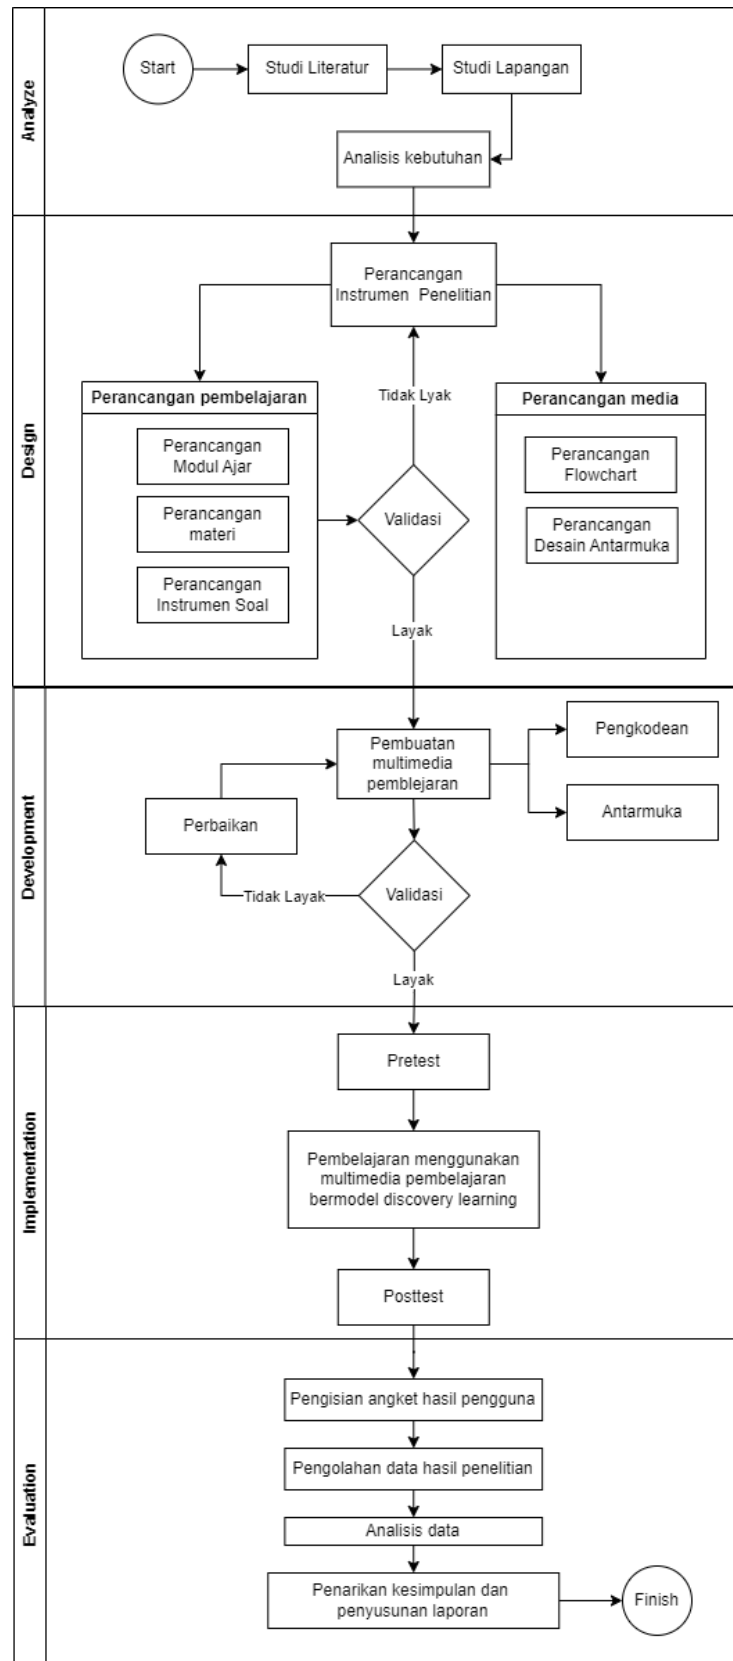 Analyze
Start
Studi Literatur
Studi Lapangan
Analisis kebutuhan
Design
Perancangan
Instrumen Penelitian
Perancangan pembelajaran
Perancangan
Modul Ajar
Perancangan
materi
Perancangan
Instrumen Soal
Tidak Lyak
Validasi
Layak
Perancangan media
Perancangan
Flowchart
Perancangan
Desain Antarmuka
Development
Pembuatan
multimedia
pemblejaran
Pengkodean
Antarmuka
Perbaikan
Tidak Layak
Validasi
Layak
Implementation
Pretest
Pembelajaran menggunakan
multimedia pembelajaran
bermodel discovery learning
Posttest
Evaluation
Pengisian angket hasil pengguna
Pengolahan data hasil penelitian
Analisis data
Penarikan kesimpulan dan
penyusunan laporan
Finish